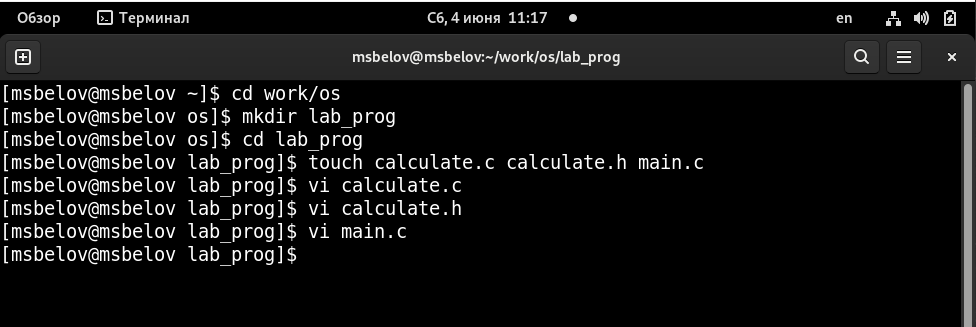 Обзор Терминал Сб, 4 июня 11:17 en
msbelov@msbelov:~/work/os/lab_prog
[msbelov@msbelov ~]$ cd work/os
[msbelov@msbelov os]$ mkdir lab_prog
[msbelov@msbelov os]$ cd lab_prog
[msbelov@msbelov lab_prog]$ touch calculate.c calculate.h main.c
[msbelov@msbelov lab_prog]$ vi calculate.c
[msbelov@msbelov lab_prog]$ vi calculate.h
[msbelov@msbelov lab_prog]$ vi main.c
[msbelov@msbelov lab_prog]$